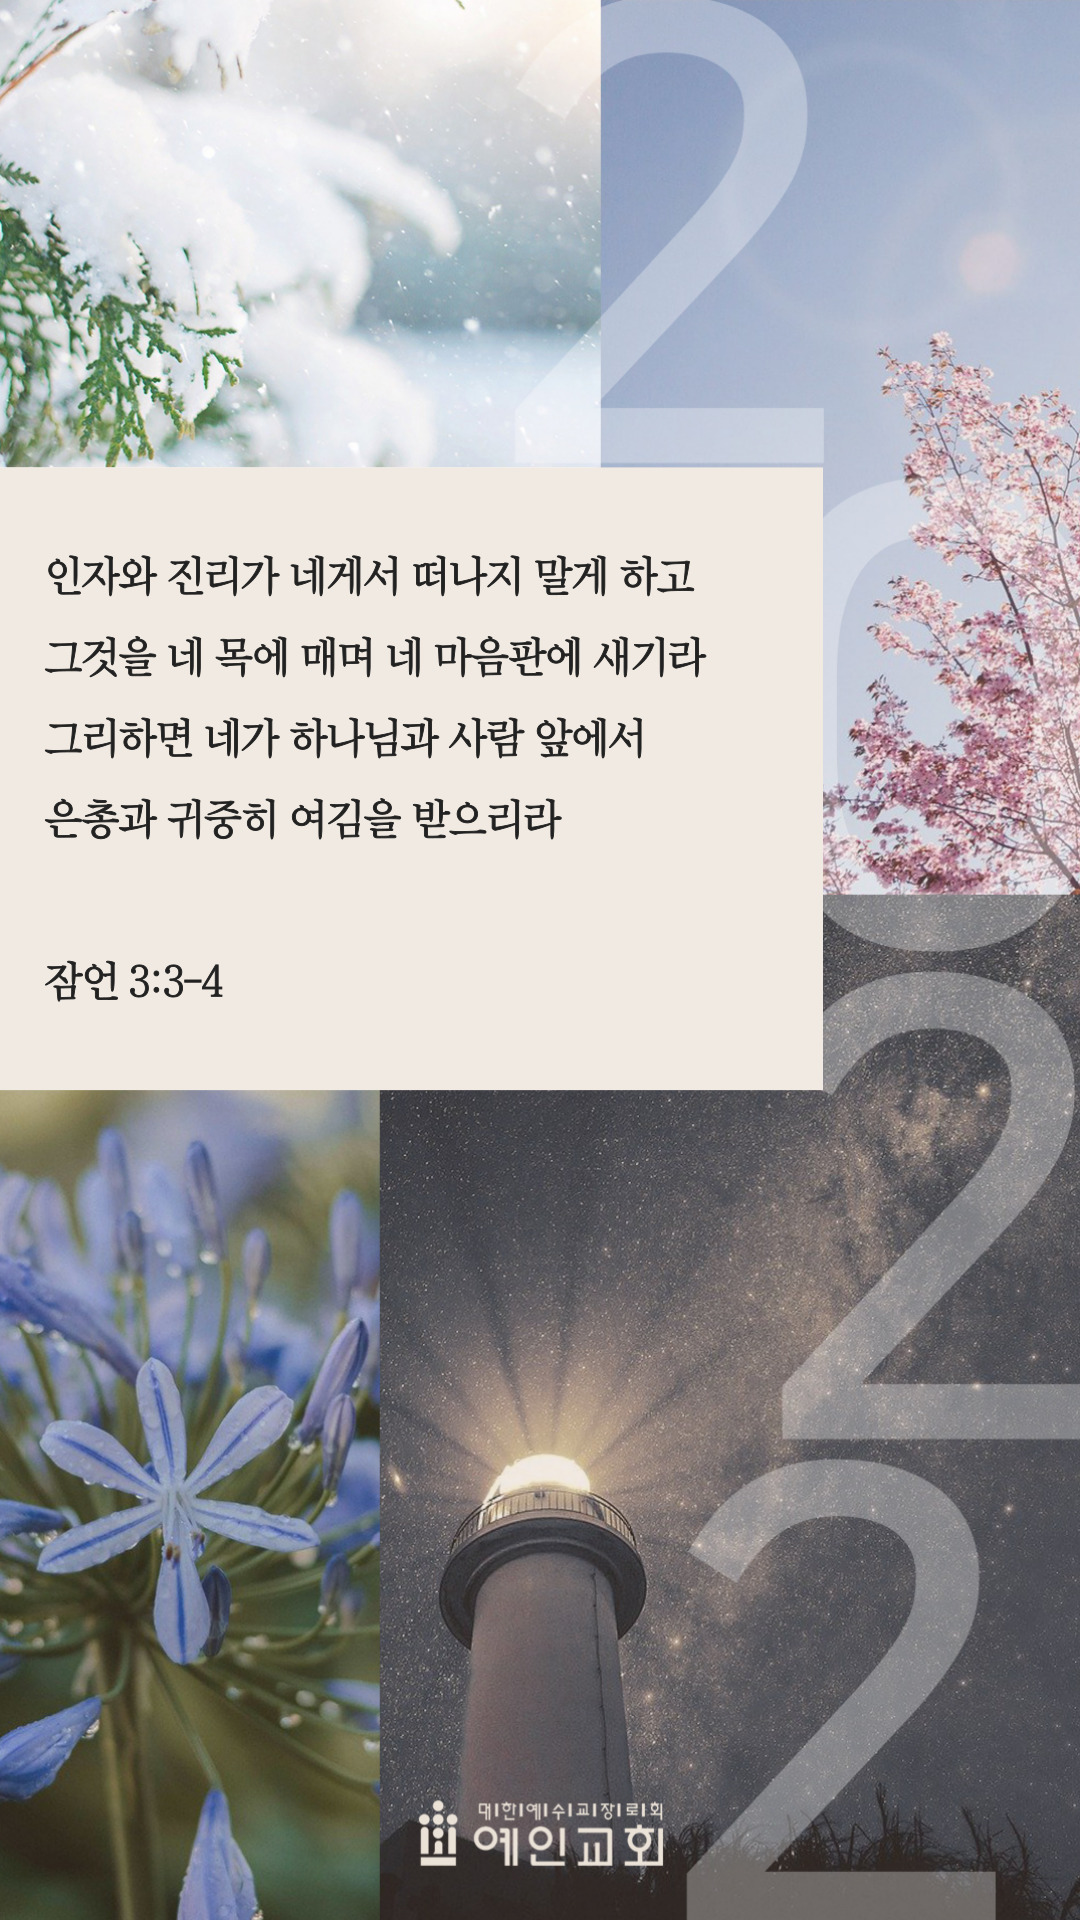 2022
인자와 진리가 네게서 떠나지 말게 하고
그것을 네 목에 매며 네 마음판에 새기라
그리하면 네가 하나님과 사람 앞에서
은총과 귀중히 여김을 받으리라
잠언 3:3-4
대한예수교장로회
예인교회